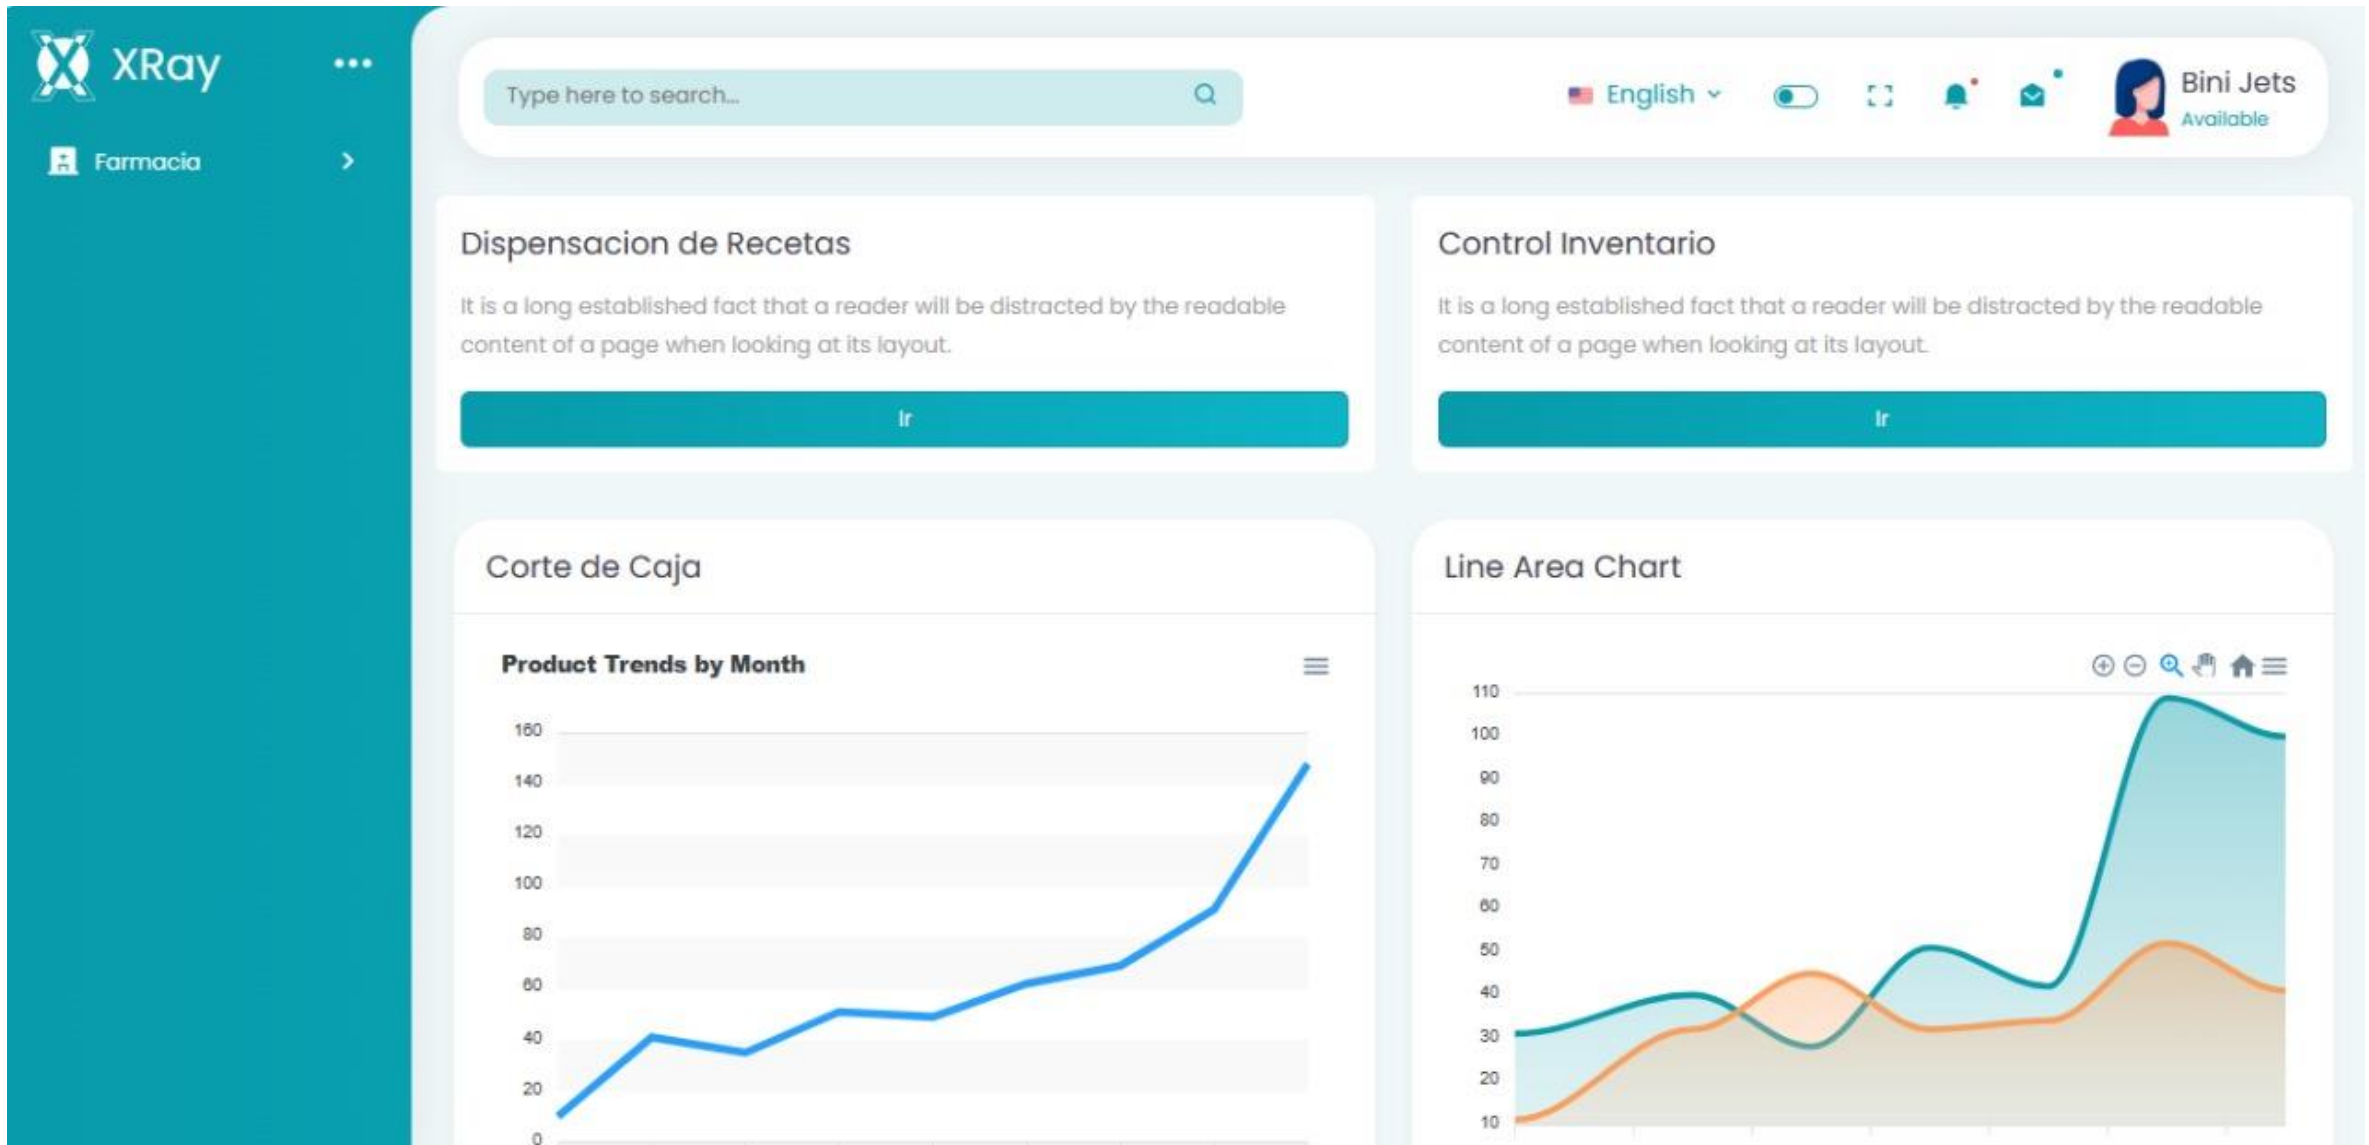 XRay
Farmacia
Type here to search...
English
Bini Jets
Available
Dispensacion de Recetas
It is a long established fact that a reader will be distracted by the readable
content of a page when looking at its layout.
Ir
Control Inventario
It is a long established fact that a reader will be distracted by the readable
content of a page when looking at its layout.
Ir
Corte de Caja
Product Trends by Month
160
140
120
100
80
60
40
20
0
Line Area Chart
110
100
90
80
70
60
50
40
30
20
10